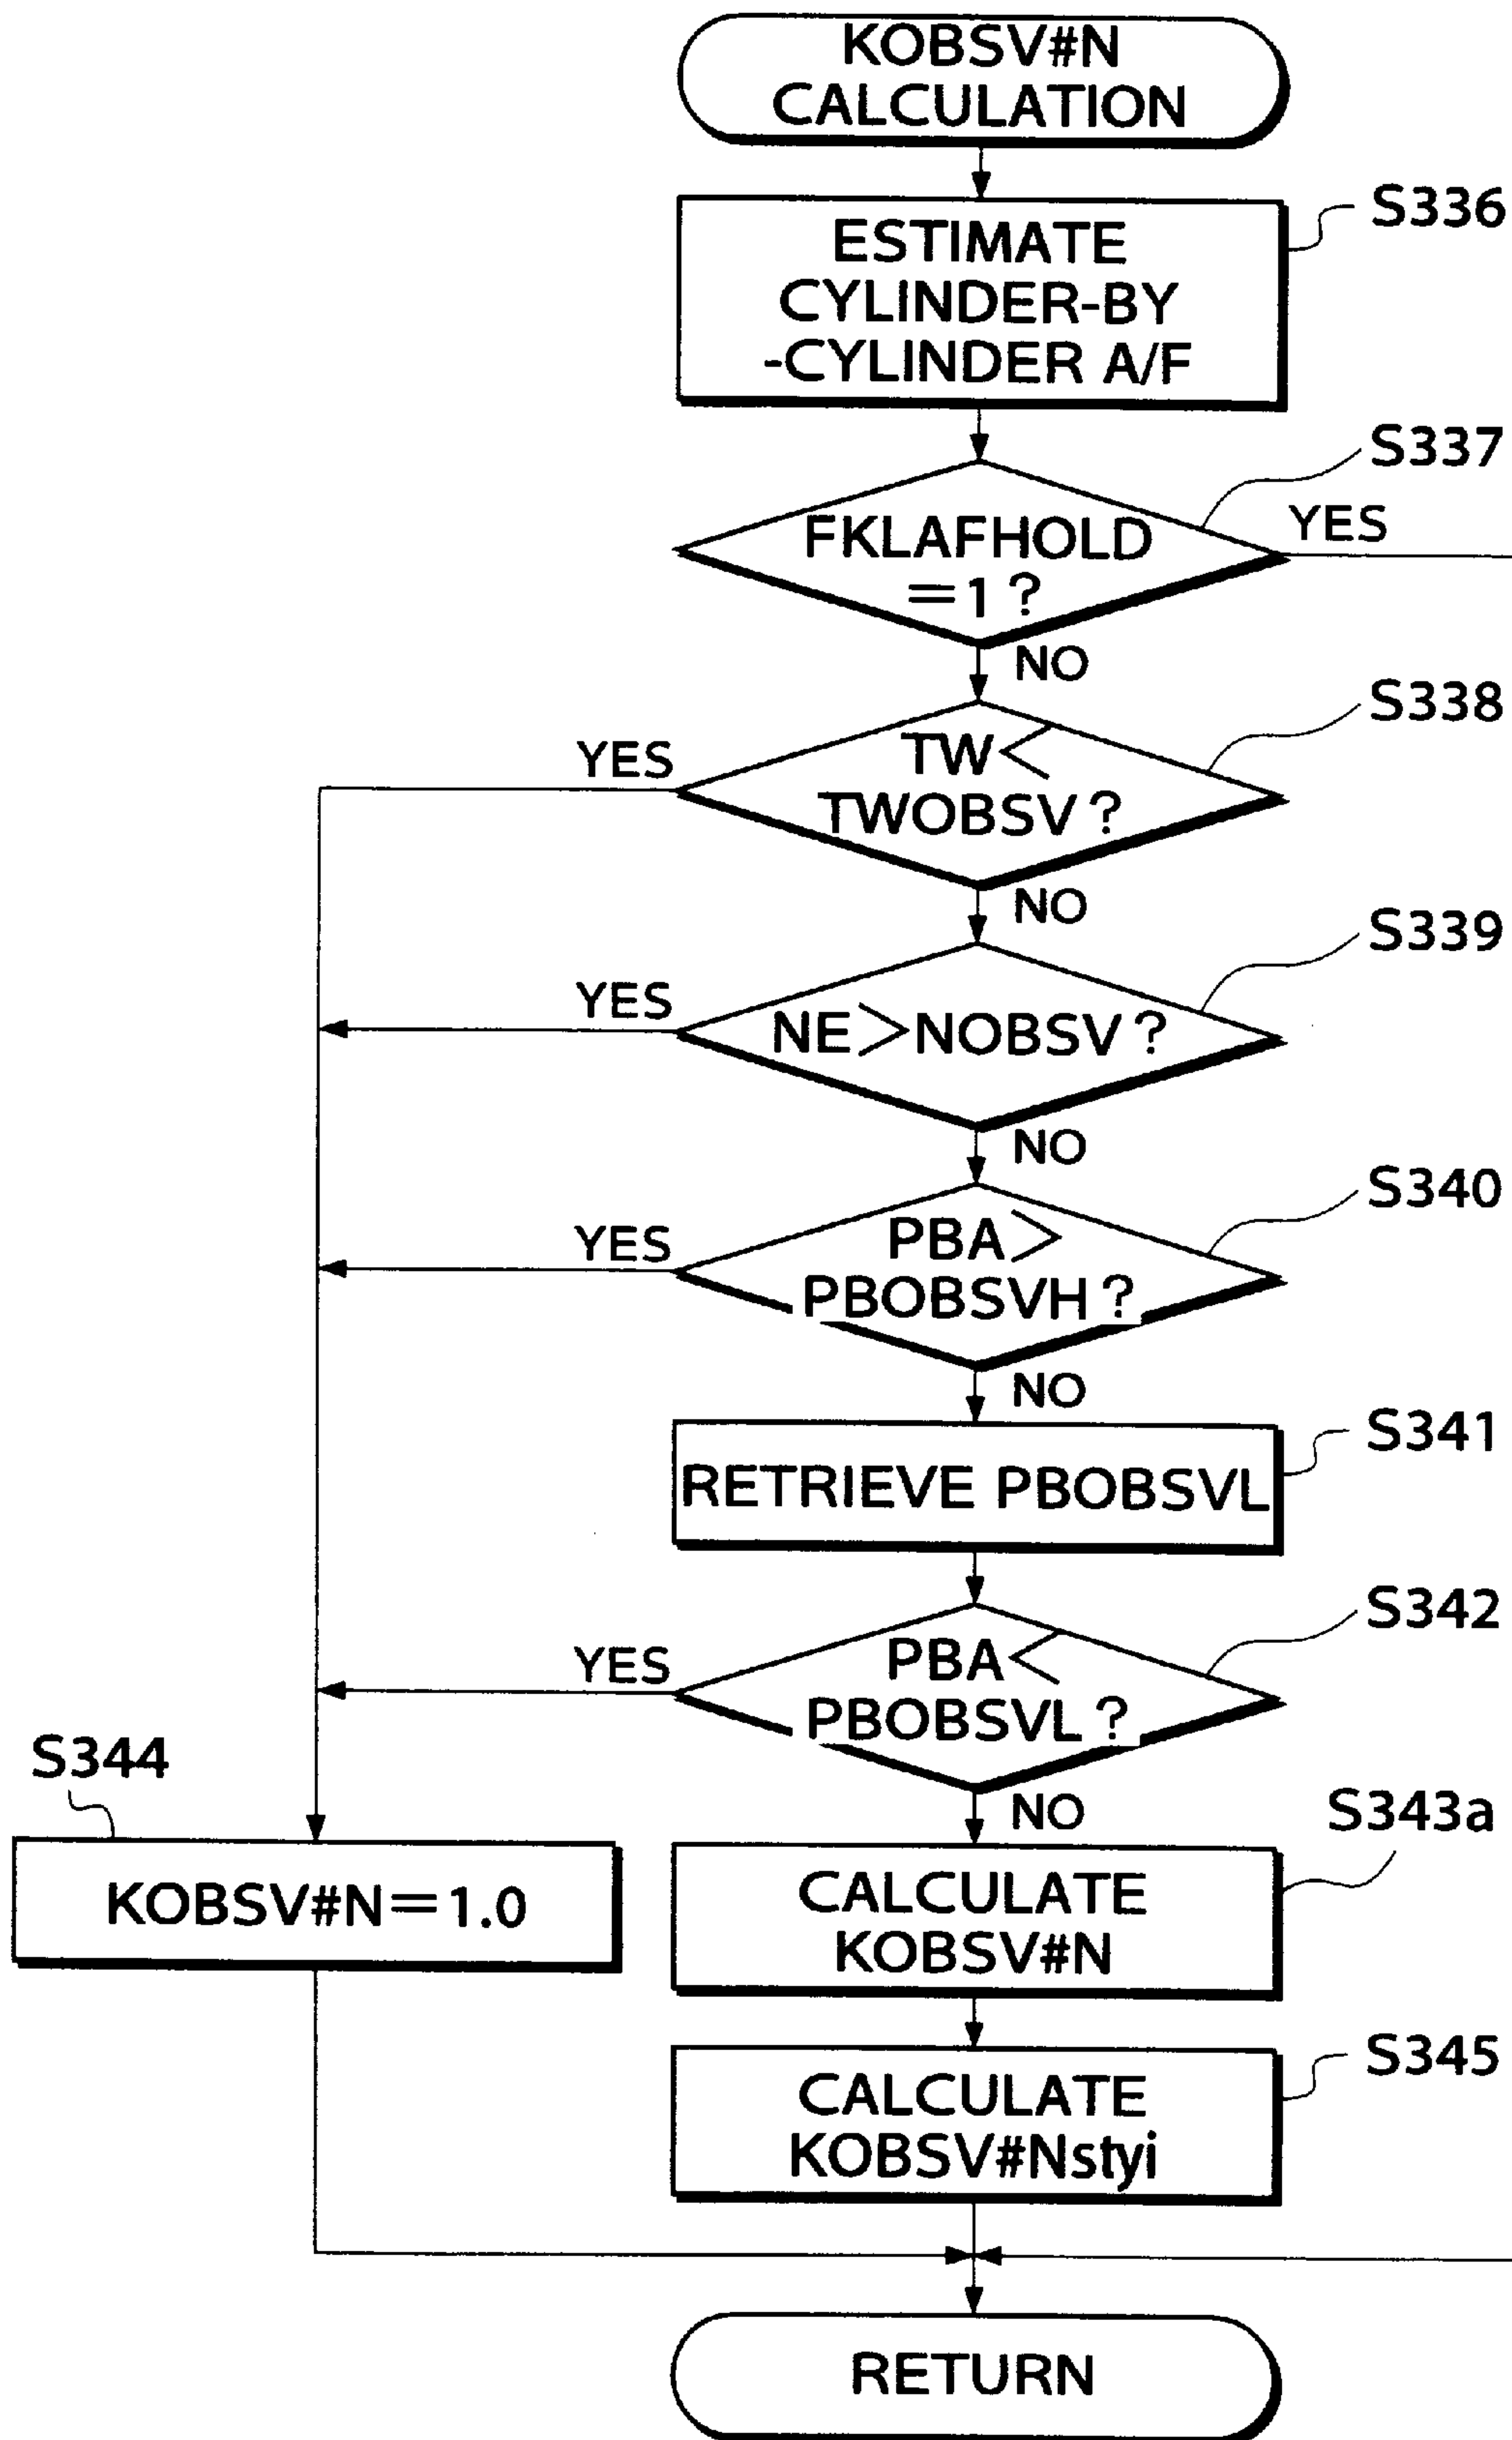 KOBSV#N
CALCULATION
S336
ESTIMATE
CYLINDER-BY
-CYLINDER A/F
S337
FKLAFHOLD
=1?
YES
NO
S338
TW<
TWOBSV?
YES
NO
S339
NE>NOBSV?
YES
NO
S340
PBA>
PBOBSVH?
YES
NO
S341
RETRIEVE PBOBSVL
S342
PBA<
PBOBSVL?
YES
NO
S344
KOBSV#N=1.0
S343a
CALCULATE
KOBSV#N
S345
CALCULATE
KOBSV#Nstyi
RETURN